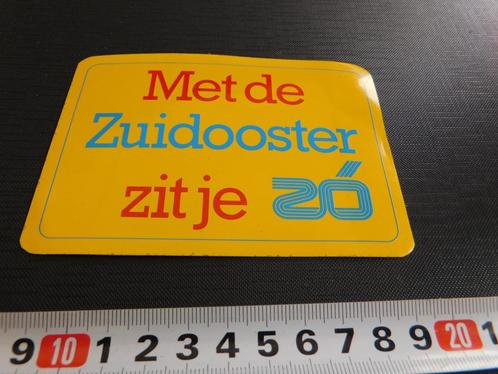 Met de
Zuidooster
zit je ZÓ
9 10 1 2 3 4 5 6 7 8 9 20 1